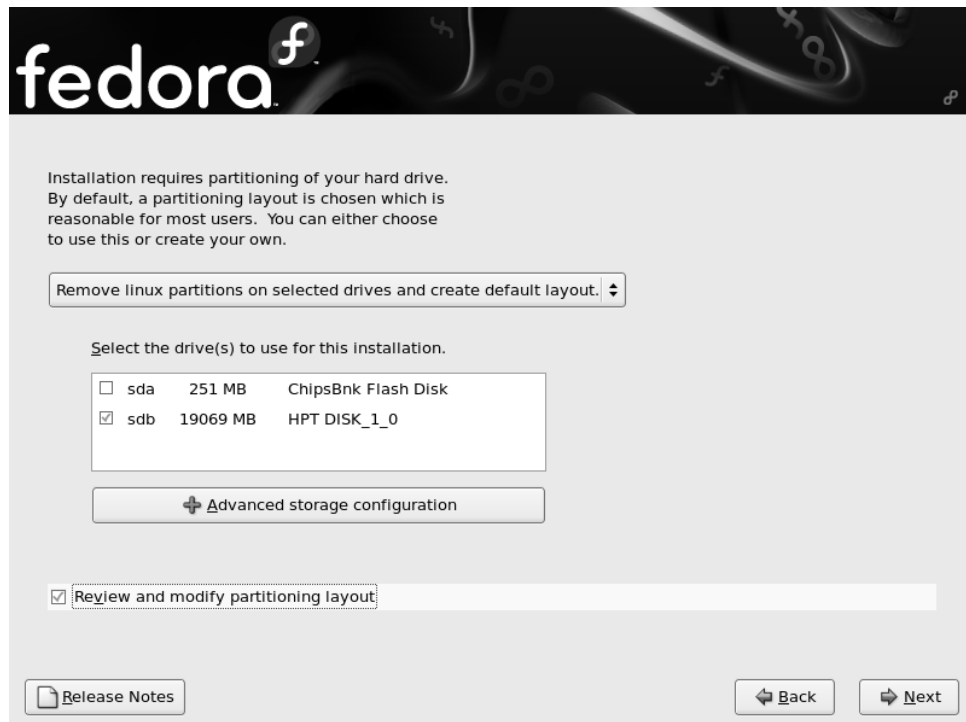 fedora
Installation requires partitioning of your hard drive.
By default, a partitioning layout is chosen which is
reasonable for most users.  You can either choose
to use this or create your own.
Remove linux partitions on selected drives and create default layout.
Select the drive(s) to use for this installation.
sda 251 MB ChipsBnk Flash Disk
sdb 19069 MB HPT DISK_1_0
Advanced storage configuration
Review and modify partitioning layout
Release Notes
Back
Next